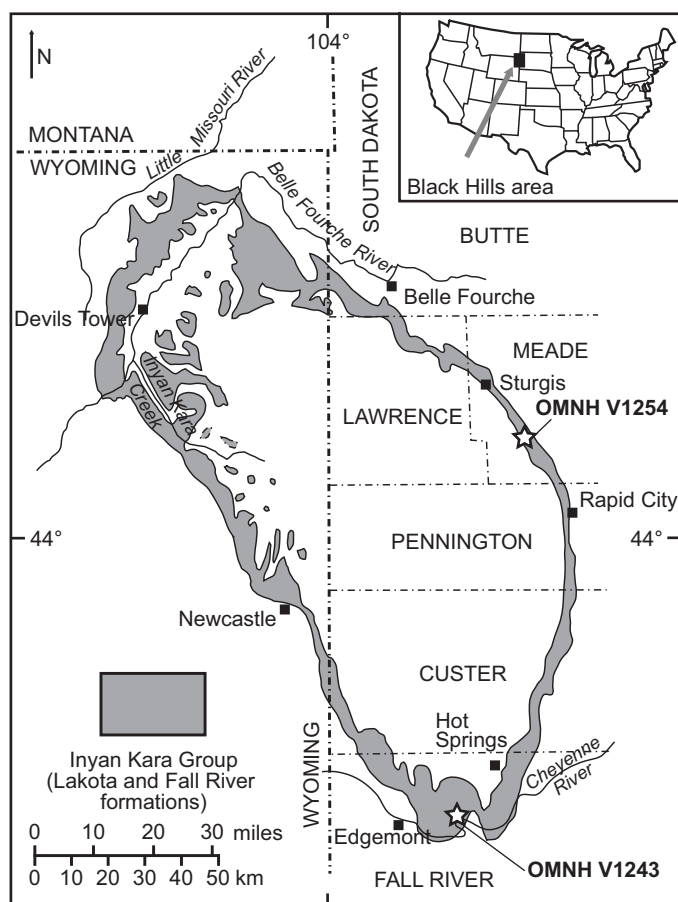 104°
N
MONTANA
WYOMING
Little Missouri River
SOUTH DAKOTA
Black Hills area
Belle Fourche River
BUTTE
Belle Fourche
Devils Tower
MEADE
Sturgis
Inyan Kara
Creek
LAWRENCE
OMNH V1254
Rapid City
44°
44°
PENNINGTON
Newcastle
CUSTER
Hot
Springs
WYOMING
Cheyenne
River
Inyan Kara Group
(Lakota and Fall River
formations)
0 10 20 30 miles
0 10 20 30 40 50 km
Edgemont
OMNH V1243
FALL RIVER